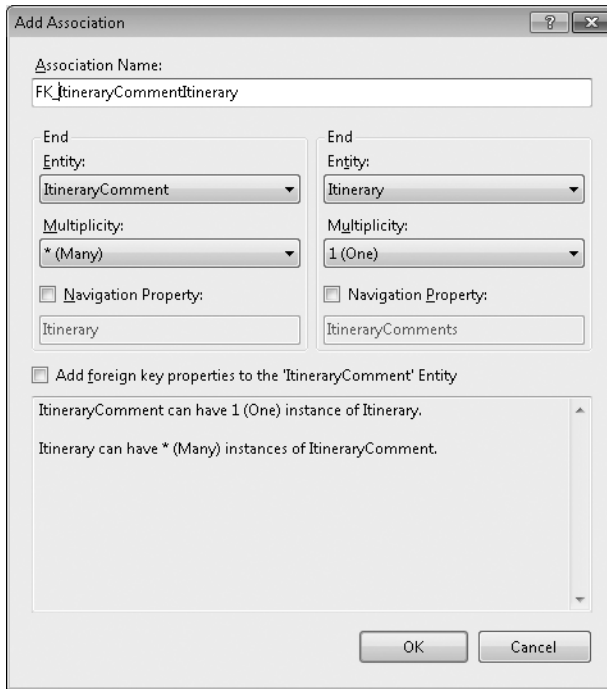 Add Association
Association Name:
FK_ItineraryCommentItinerary
End
Entity:
ItineraryComment
Multiplicity:
* (Many)
Navigation Property:
Itinerary
End
Entity:
Itinerary
Multiplicity:
1 (One)
Navigation Property:
ItineraryComments
Add foreign key properties to the 'ItineraryComment' Entity
ItineraryComment can have 1 (One) instance of Itinerary.
Itinerary can have * (Many) instances of ItineraryComment.
OK
Cancel